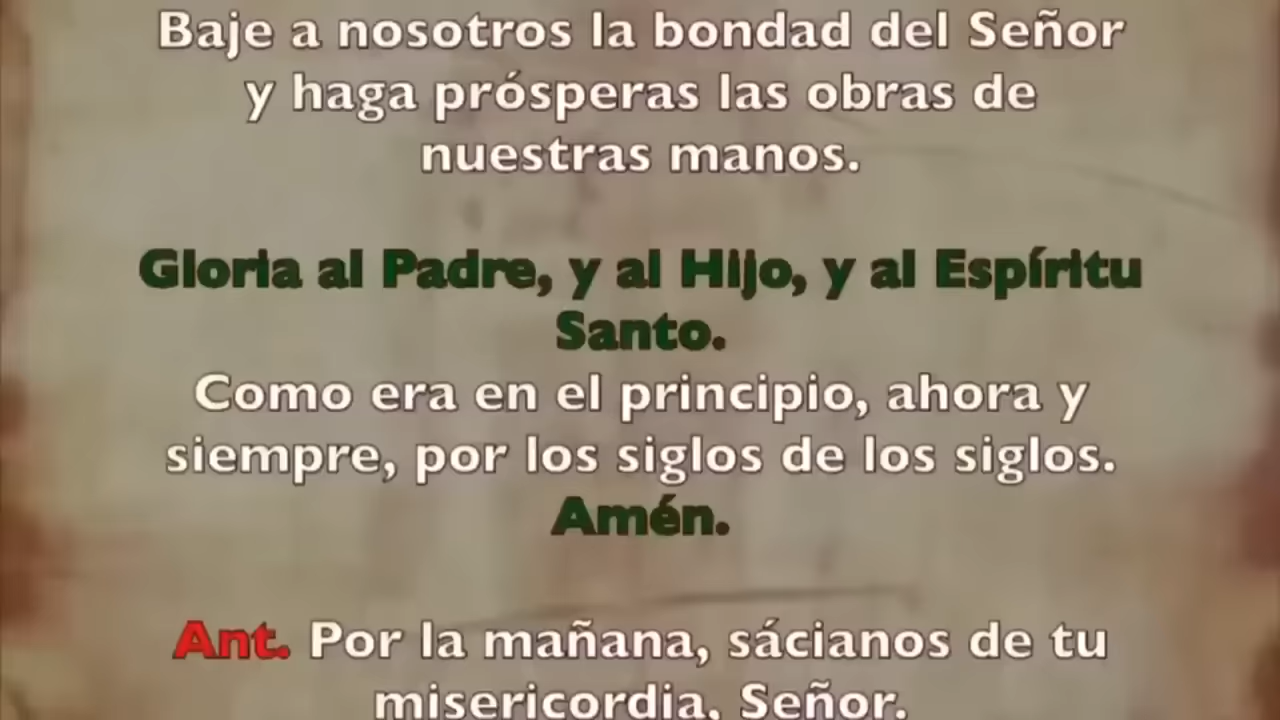 Baje a nosotros la bondad del Señor
y haga prósperas las obras de
nuestras manos.
Gloria al Padre, y al Hijo, y al Espíritu
Santo.
Como era en el principio, ahora y
siempre, por los siglos de los siglos.
Amén.
Ant. Por la mañana, sácianos de tu
misericordia, Señor.